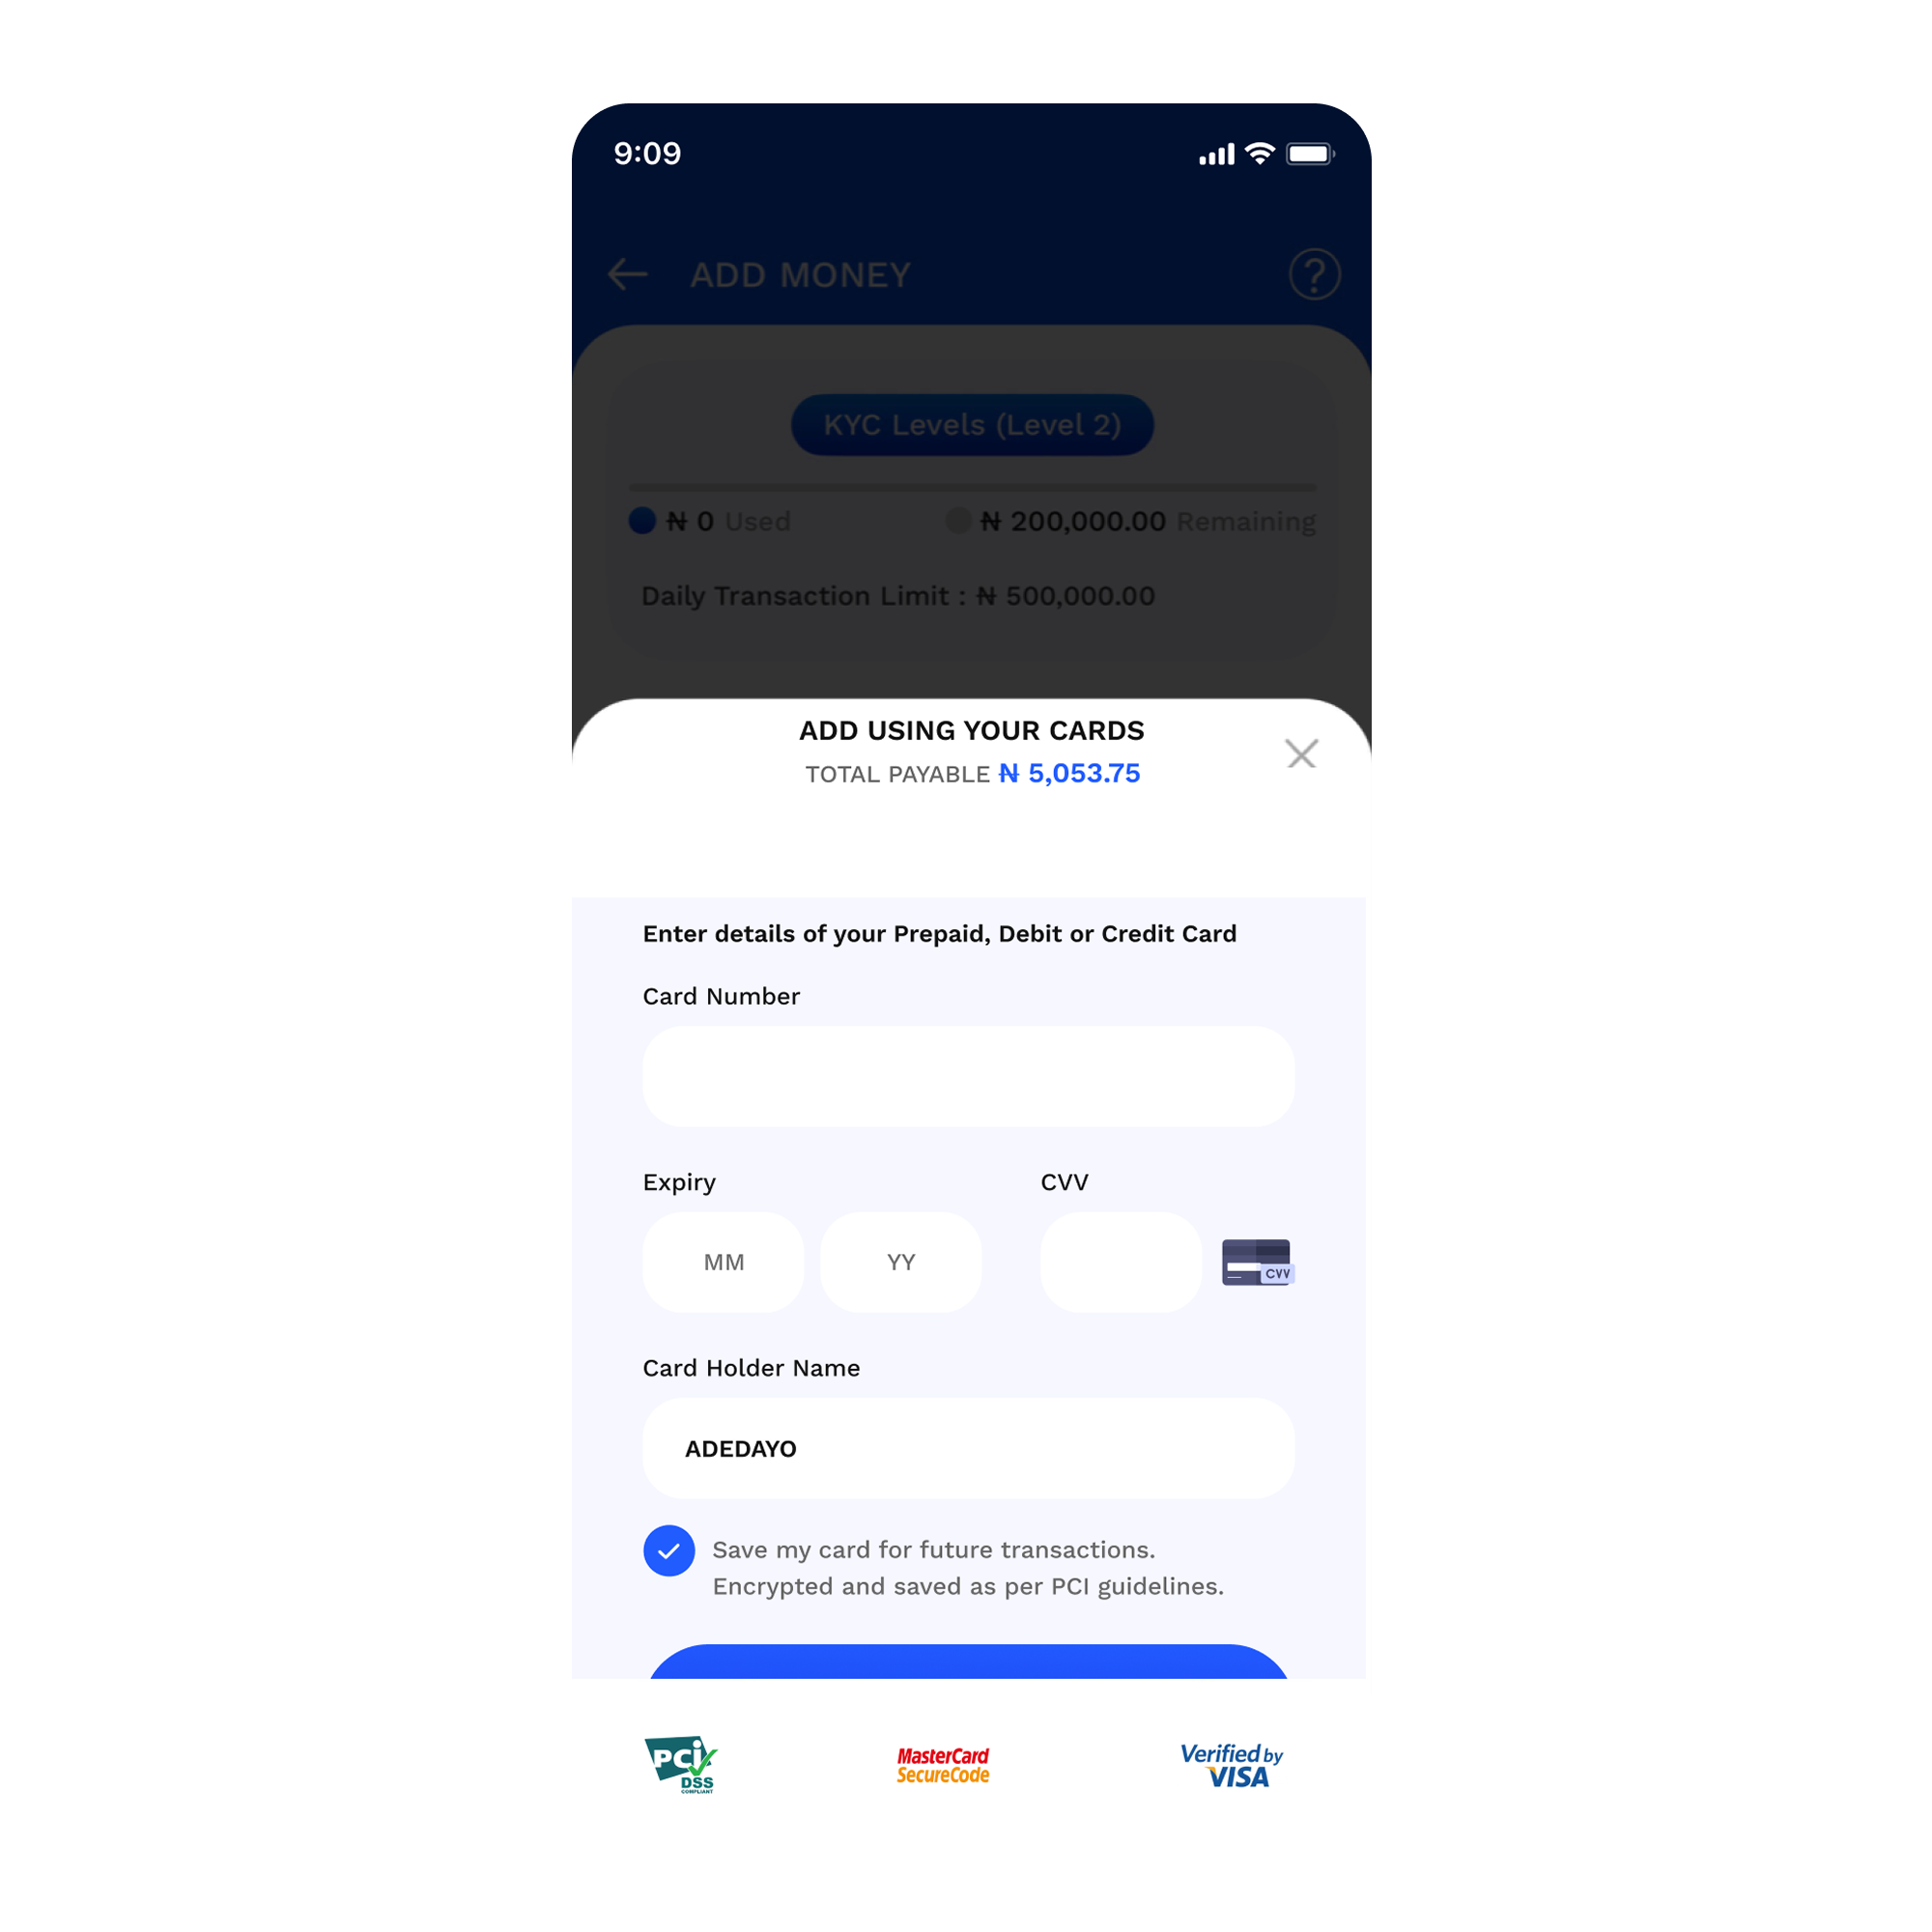 9:09
ADD MONEY
?
KYC Levels (Level 2)
₦ 0 Used ₦ 200,000.00 Remaining
Daily Transaction Limit : ₦ 500,000.00
ADD USING YOUR CARDS
TOTAL PAYABLE ₦ 5,053.75
Enter details of your Prepaid, Debit or Credit Card
Card Number
Expiry CVV
MM YY
CVV
Card Holder Name
ADEDAYO
Save my card for future transactions.
Encrypted and saved as per PCI guidelines.
PCi
DSS
COMPLIANT
MasterCard
SecureCode
Verified by
VISA